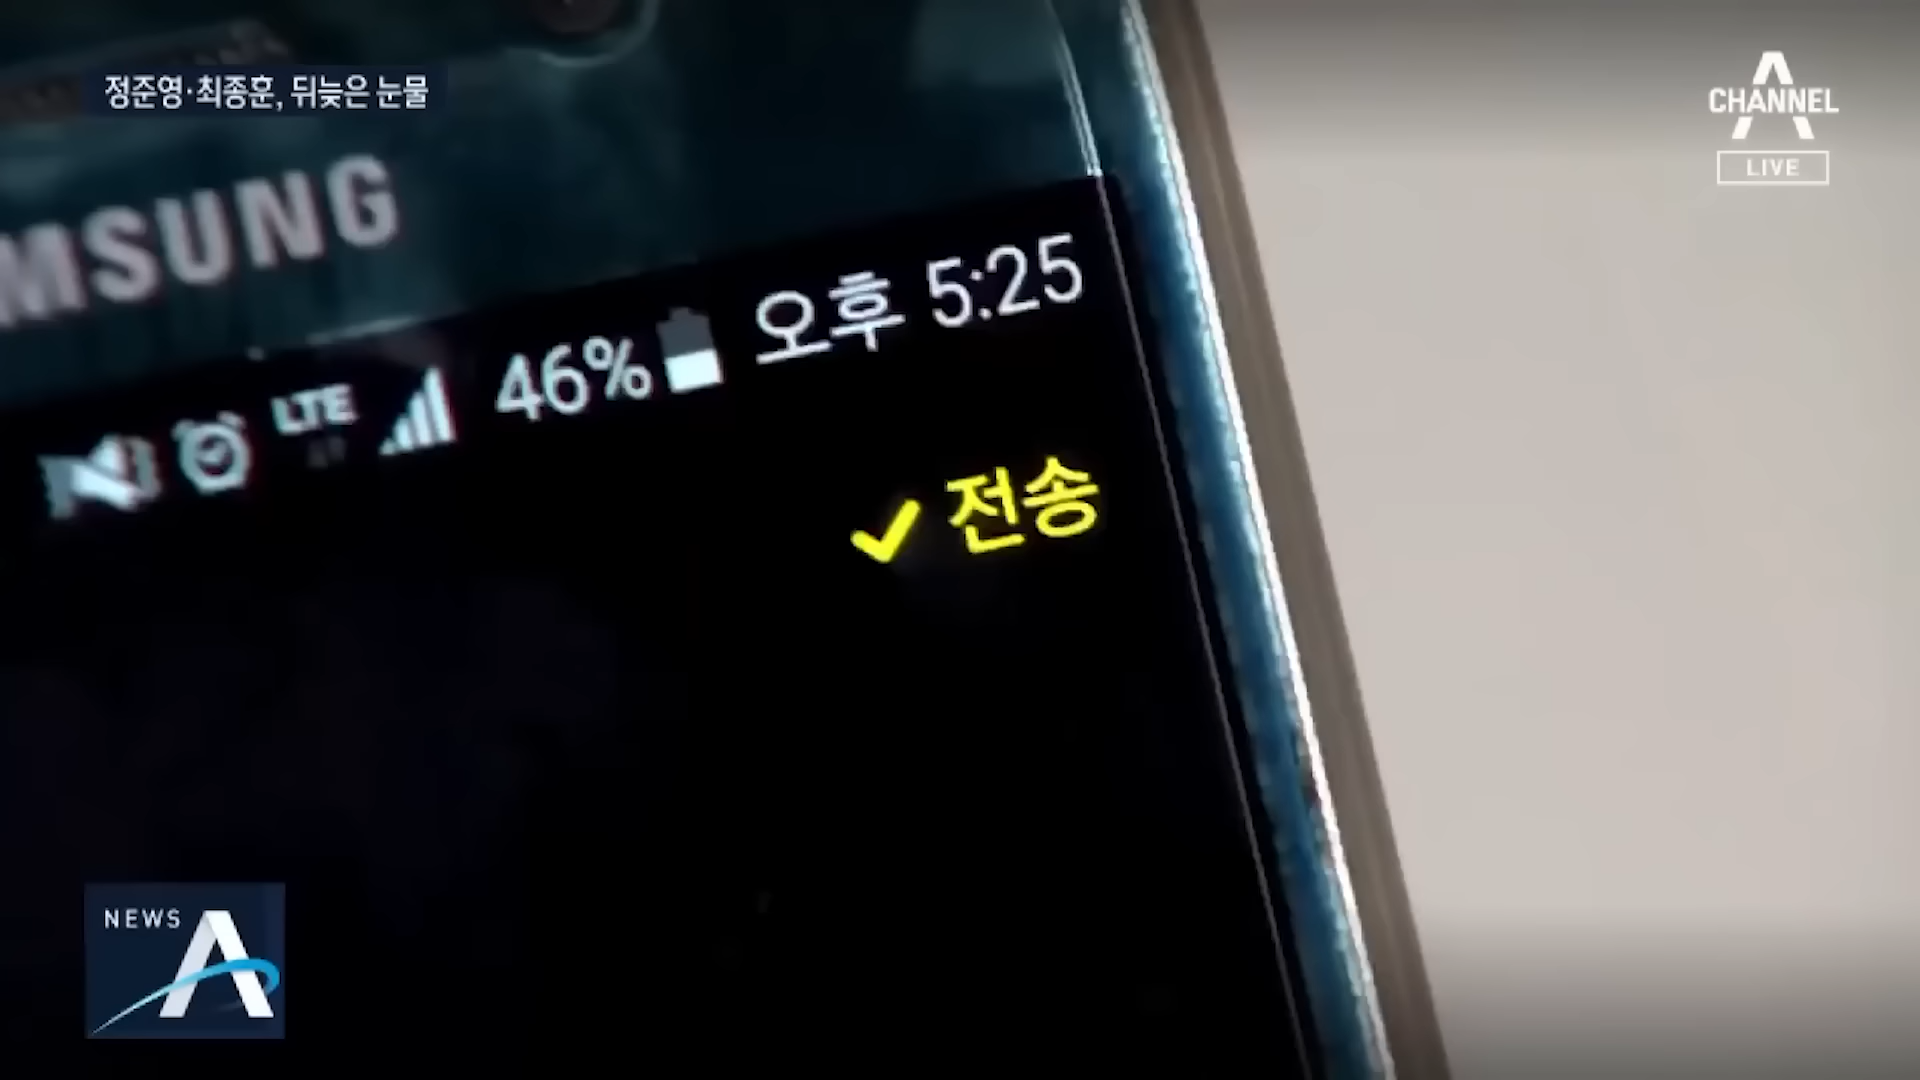 정준영·최종훈, 뒤늦은 눈물
CHANNEL A
LIVE
MSUNG
LTE 46% 오후 5:25
✓ 전송
NEWS A